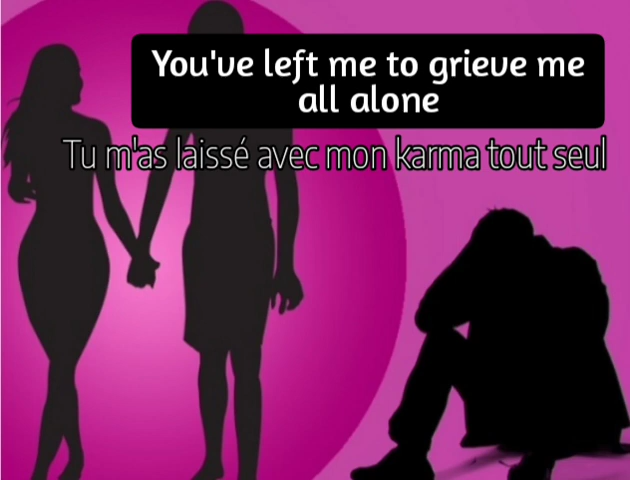 You've left me to grieve me
all alone
Tu m'as laissé avec mon karma tout seul